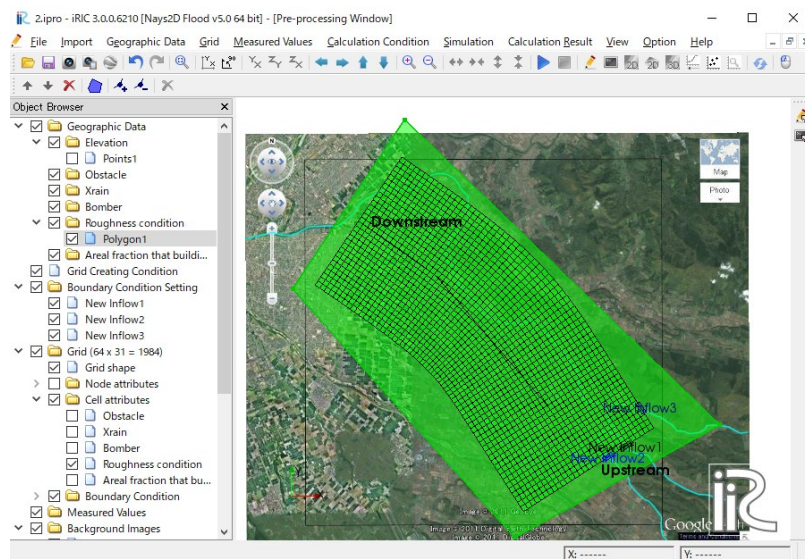 2.ipro - iRIC 3.0.0.6210 [Nays2D Flood v5.0 64 bit] - [Pre-processing Window]
File Import Geographic Data Grid Measured Values Calculation Condition Simulation Calculation Result View Option Help
Object Browser
Geographic Data
Elevation
Points1
Obstacle
Xrain
Bomber
Roughness condition
Polygon1
Areal fraction that buildi...
Grid Creating Condition
Boundary Condition Setting
New Inflow1
New Inflow2
New Inflow3
Grid (64 x 31 = 1984)
Grid shape
Node attributes
Cell attributes
Obstacle
Xrain
Bomber
Roughness condition
Areal fraction that bu...
Boundary Condition
Measured Values
Background Images
N
Map
Photo
Downstream
New Inflow3
New Inflow1
New Inflow2
Upstream
Y
X
Google
iRIC
X: ------
Y: ------